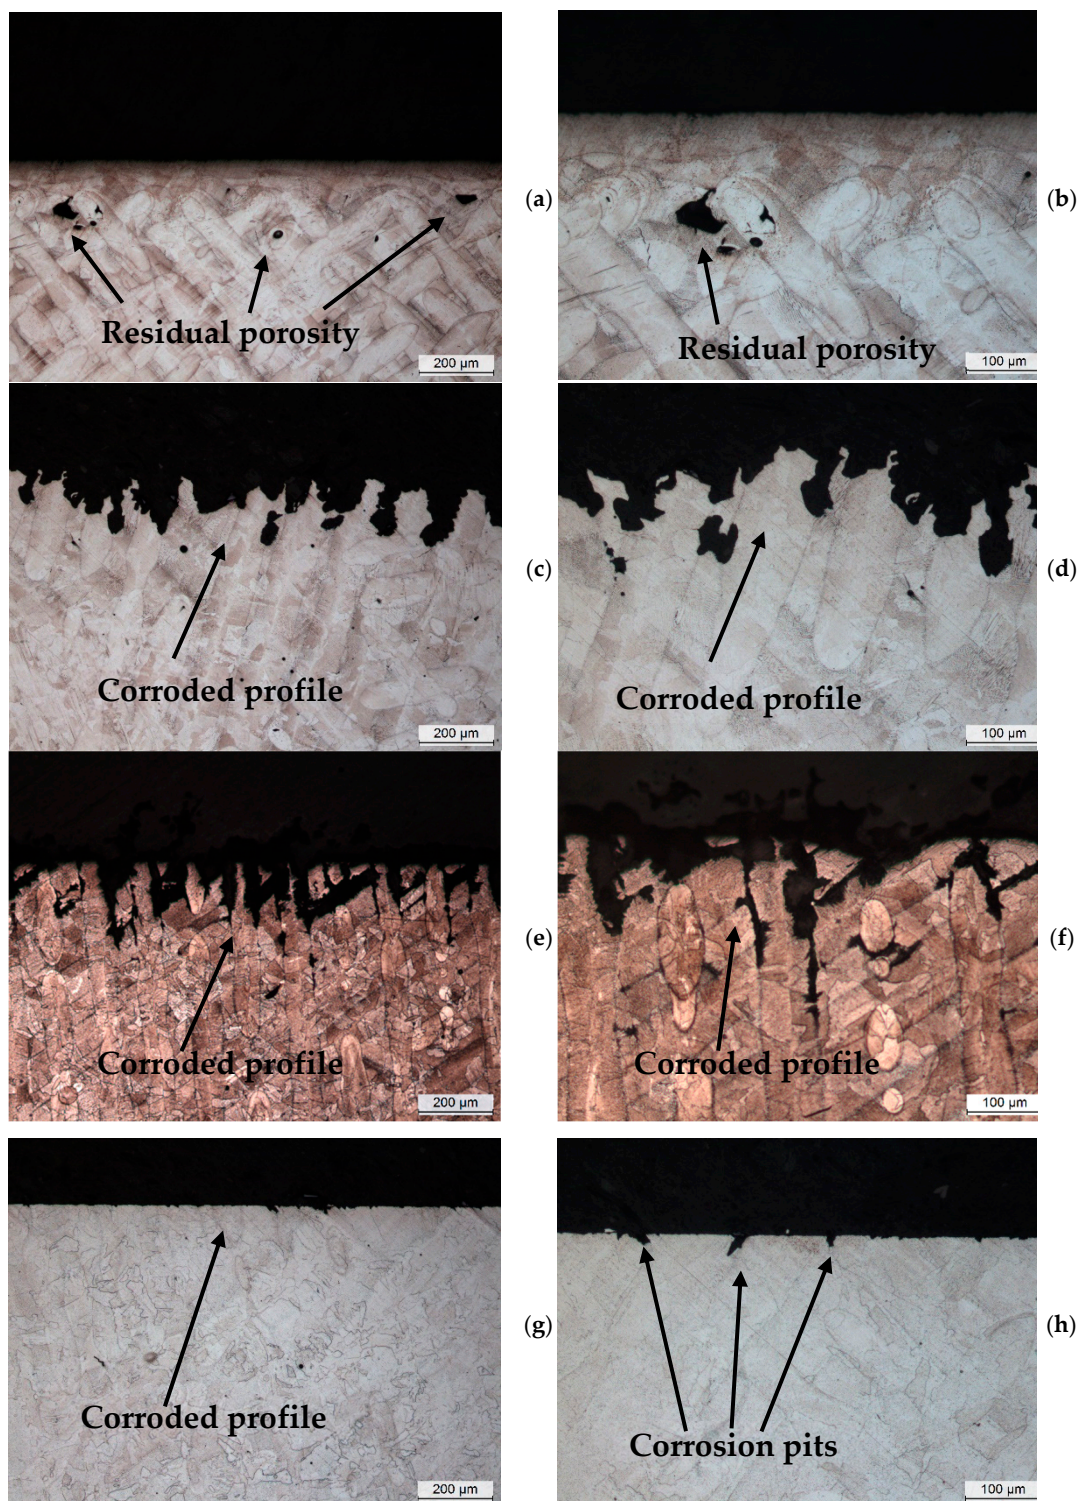 (a)
Residual porosity
200 µm
(b)
Residual porosity
100 µm
(c)
Corroded profile
200 µm
(d)
Corroded profile
100 µm
(e)
Corroded profile
200 µm
(f)
Corroded profile
100 µm
(g)
Corroded profile
200 µm
(h)
Corrosion pits
100 µm